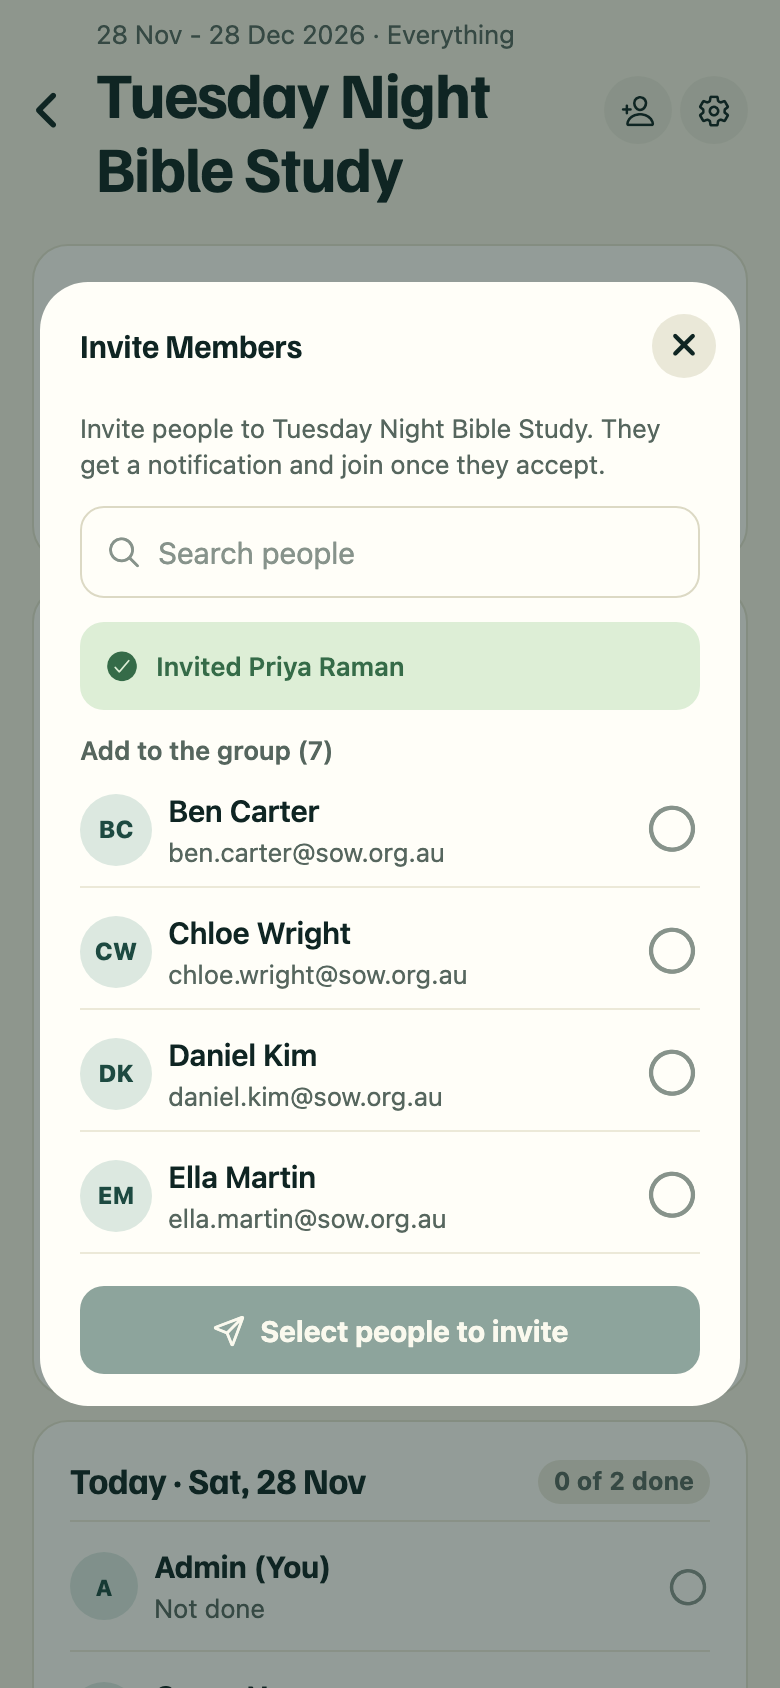 28 Nov - 28 Dec 2026 · Everything
Tuesday Night
Bible Study
Invite Members
Invite people to Tuesday Night Bible Study. They
get a notification and join once they accept.
Search people
Invited Priya Raman
Add to the group (7)
BC
Ben Carter
ben.carter@sow.org.au
CW
Chloe Wright
chloe.wright@sow.org.au
DK
Daniel Kim
daniel.kim@sow.org.au
EM
Ella Martin
ella.martin@sow.org.au
Select people to invite
Today · Sat, 28 Nov
0 of 2 done
A
Admin (You)
Not done